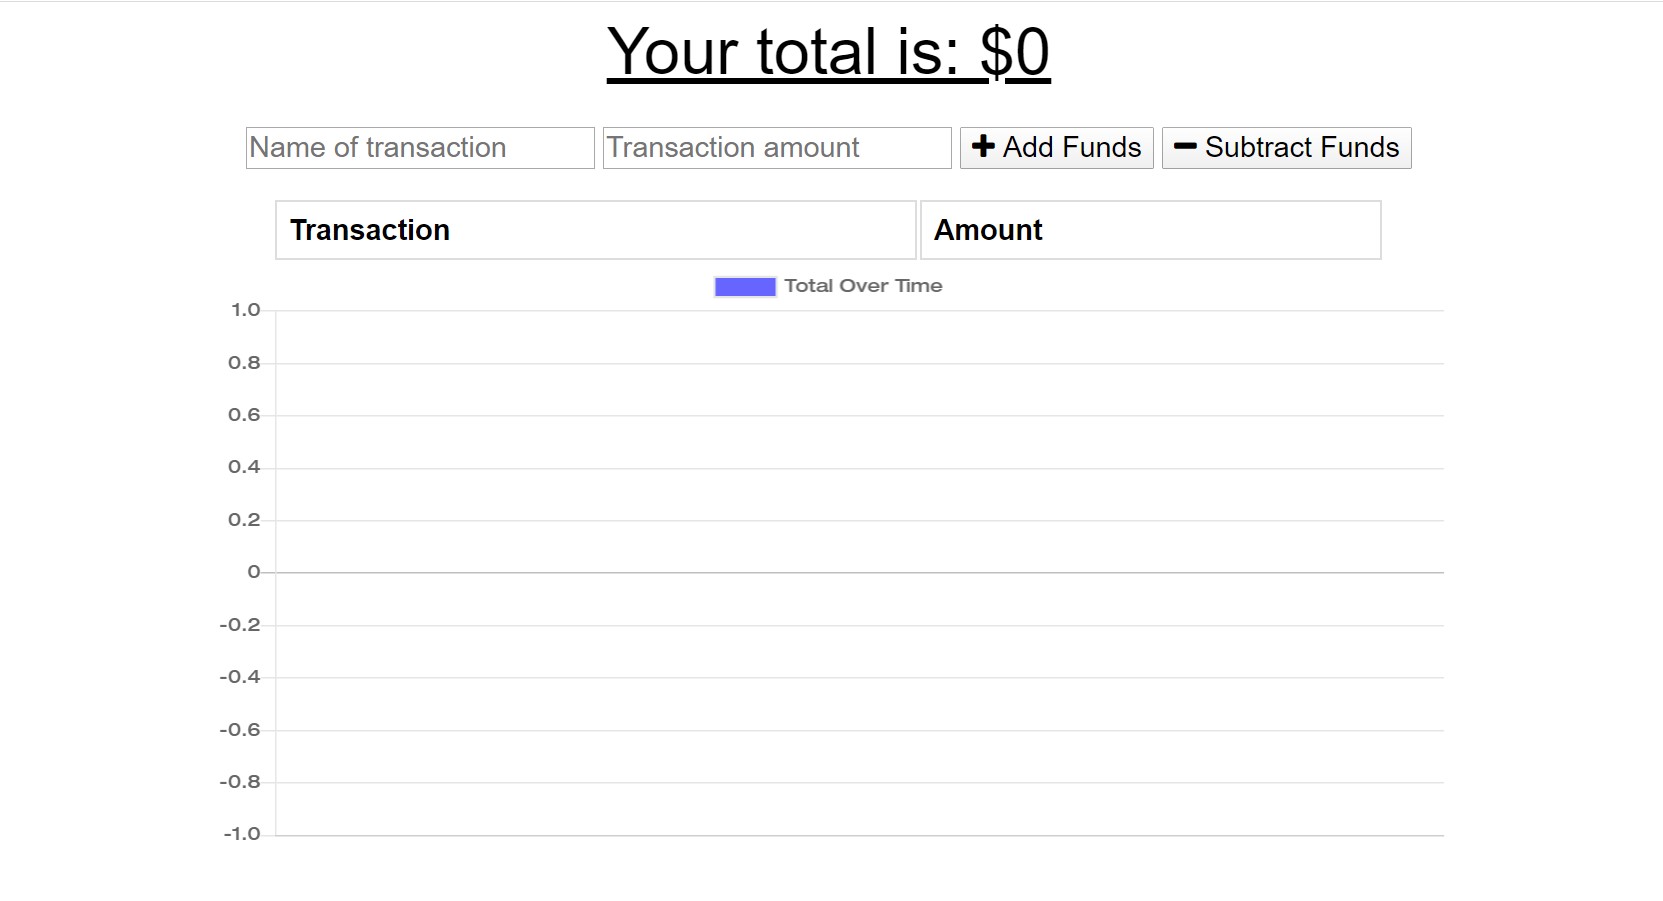 Your total is: $0
Name of transaction Transaction amount Add Funds Subtract Funds
Transaction Amount
Total Over Time
1.0
0.8
0.6
0.4
0.2
0
-0.2
-0.4
-0.6
-0.8
-1.0